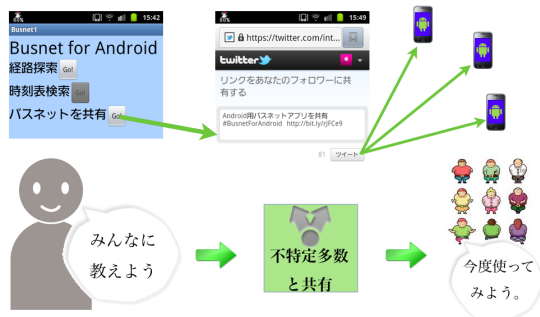 80%
15:42
Busnet1
Busnet for Android
経路探索 Go!
時刻表検索 Go!
バスネットを共有 Go!
80%
15:49
https://twitter.com/int...
twitter
リンクをあなたのフォロワーに共
有する
Android用バスネットアプリを共有
#BusnetForAndroid http://bit.ly/rJFCe9
81 ツイート
みんなに
教えよう
不特定多数
と共有
今度使って
みよう。